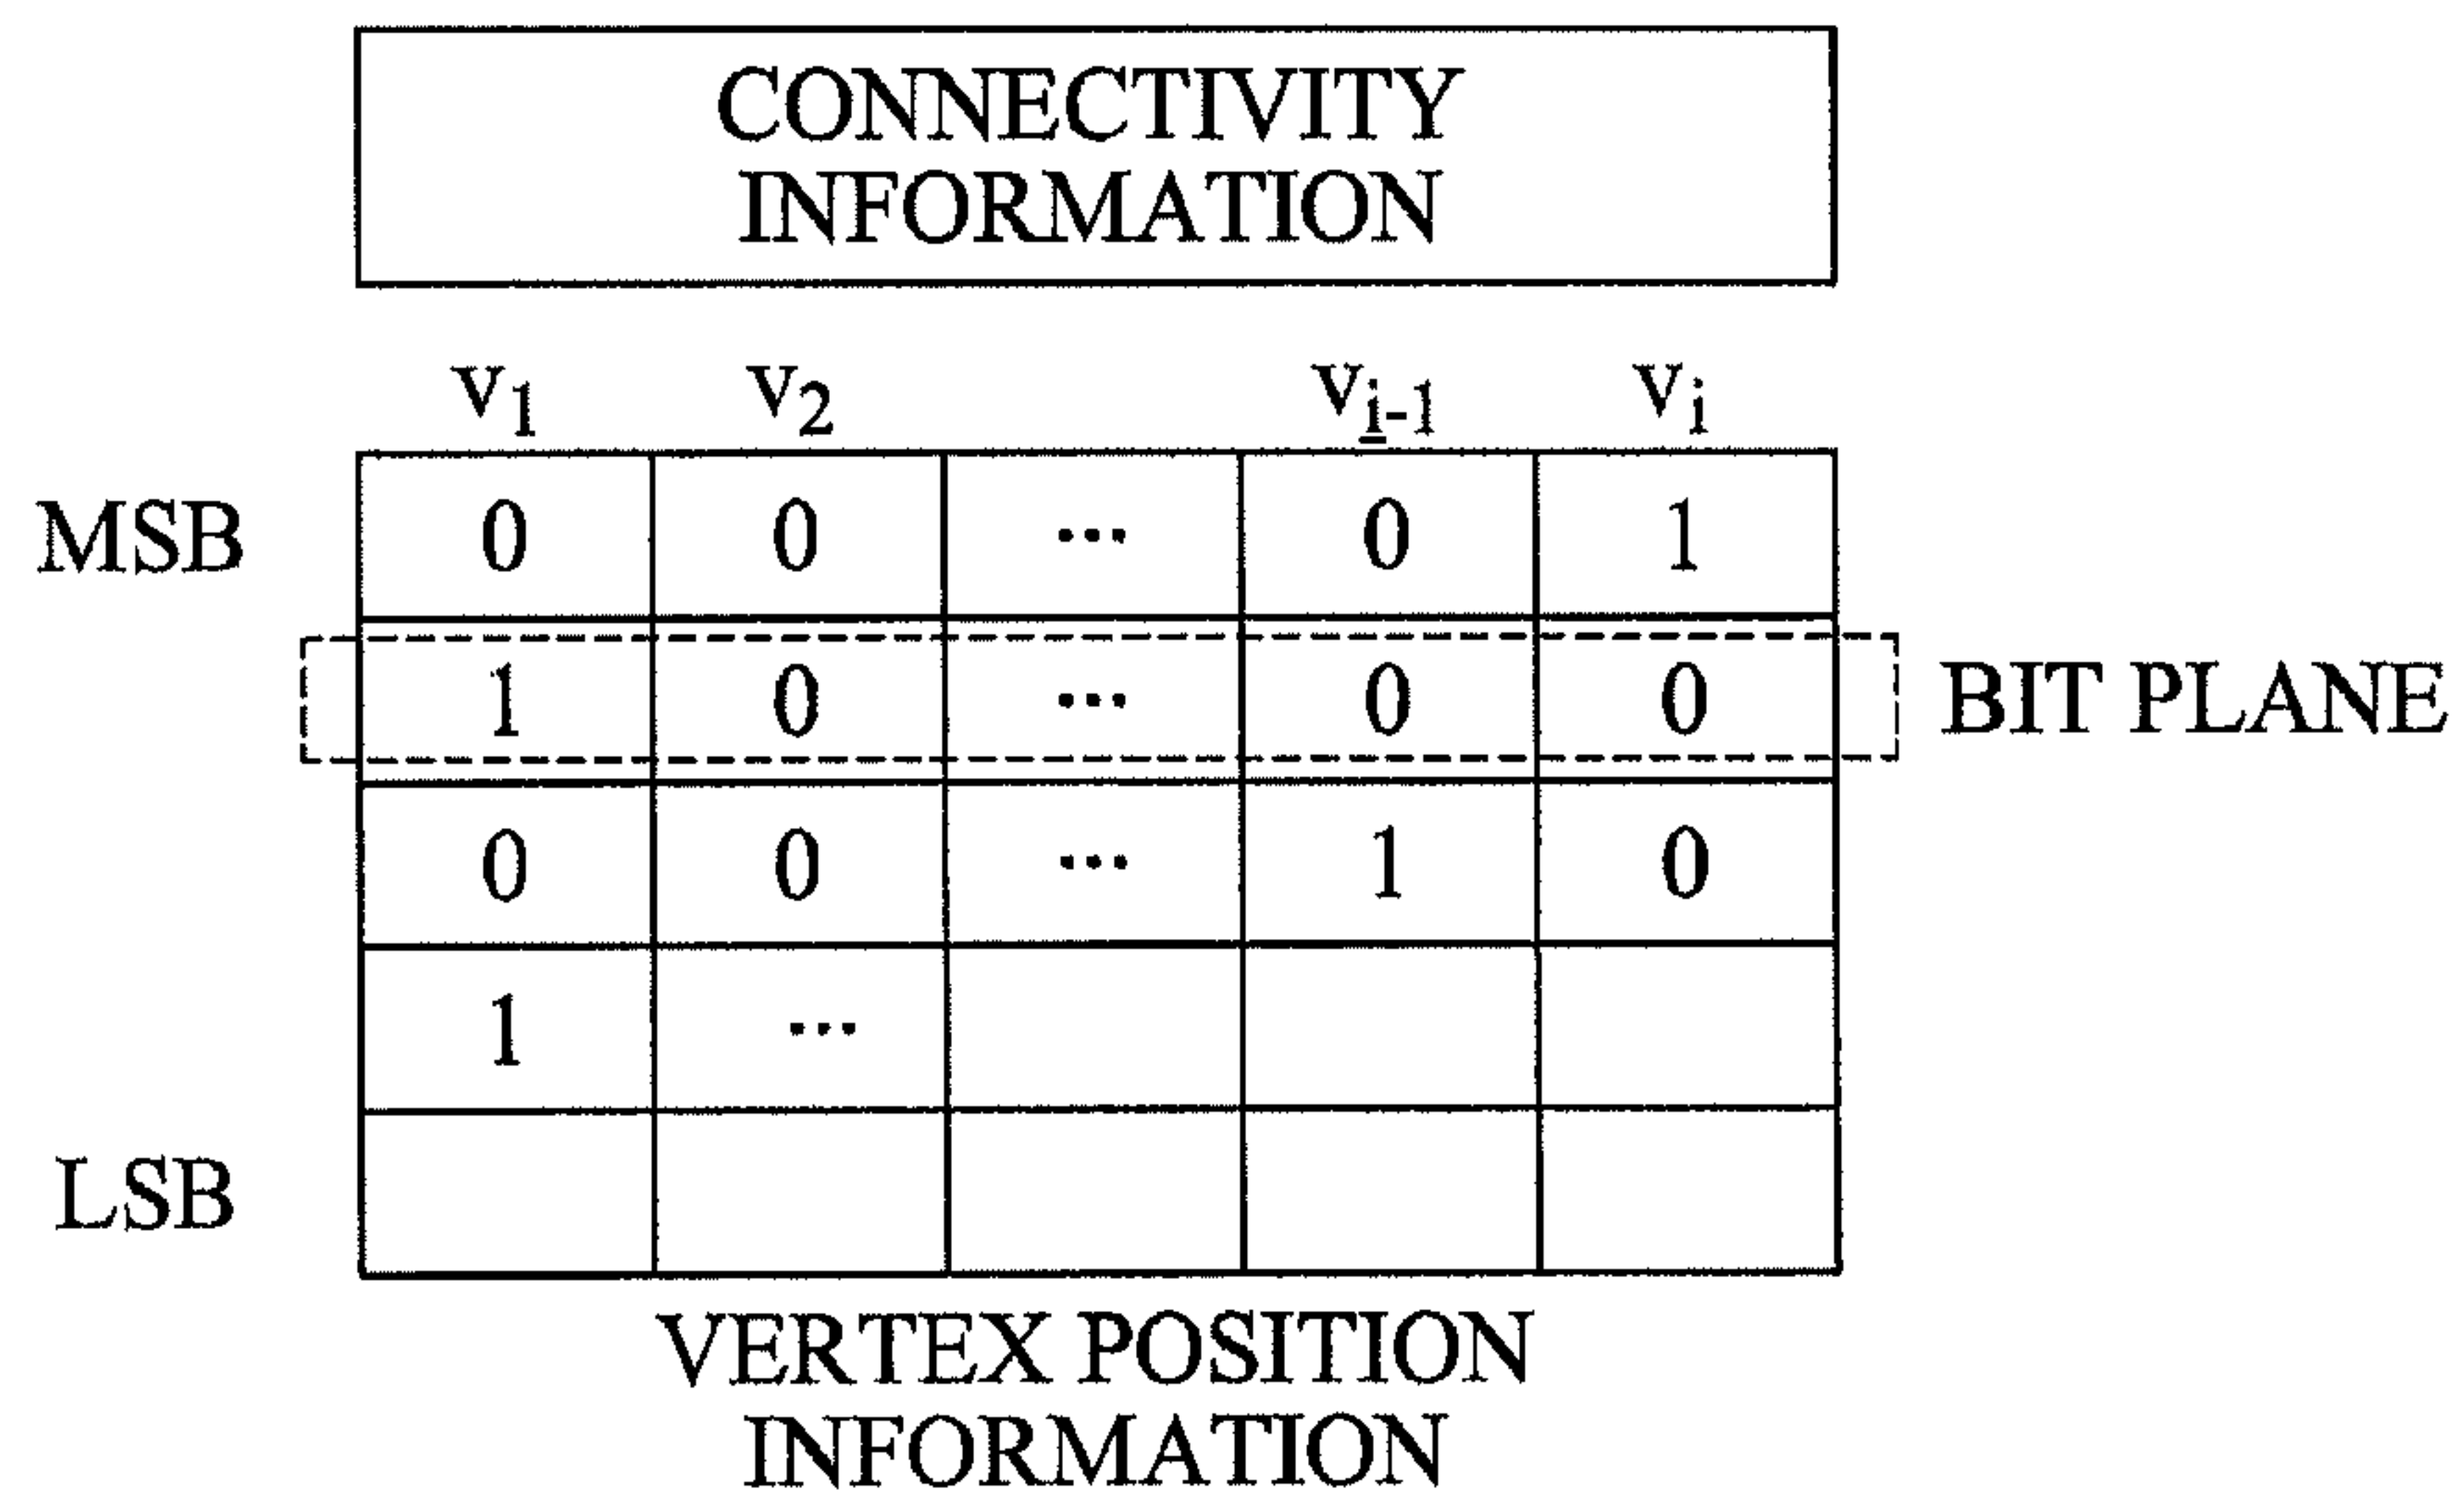 CONNECTIVITY
INFORMATION
v1 v2 vi-1 vi
MSB 0 0 ... 0 1
1 0 ... 0 0 BIT PLANE
0 0 ... 1 0
1 ...
LSB
VERTEX POSITION
INFORMATION